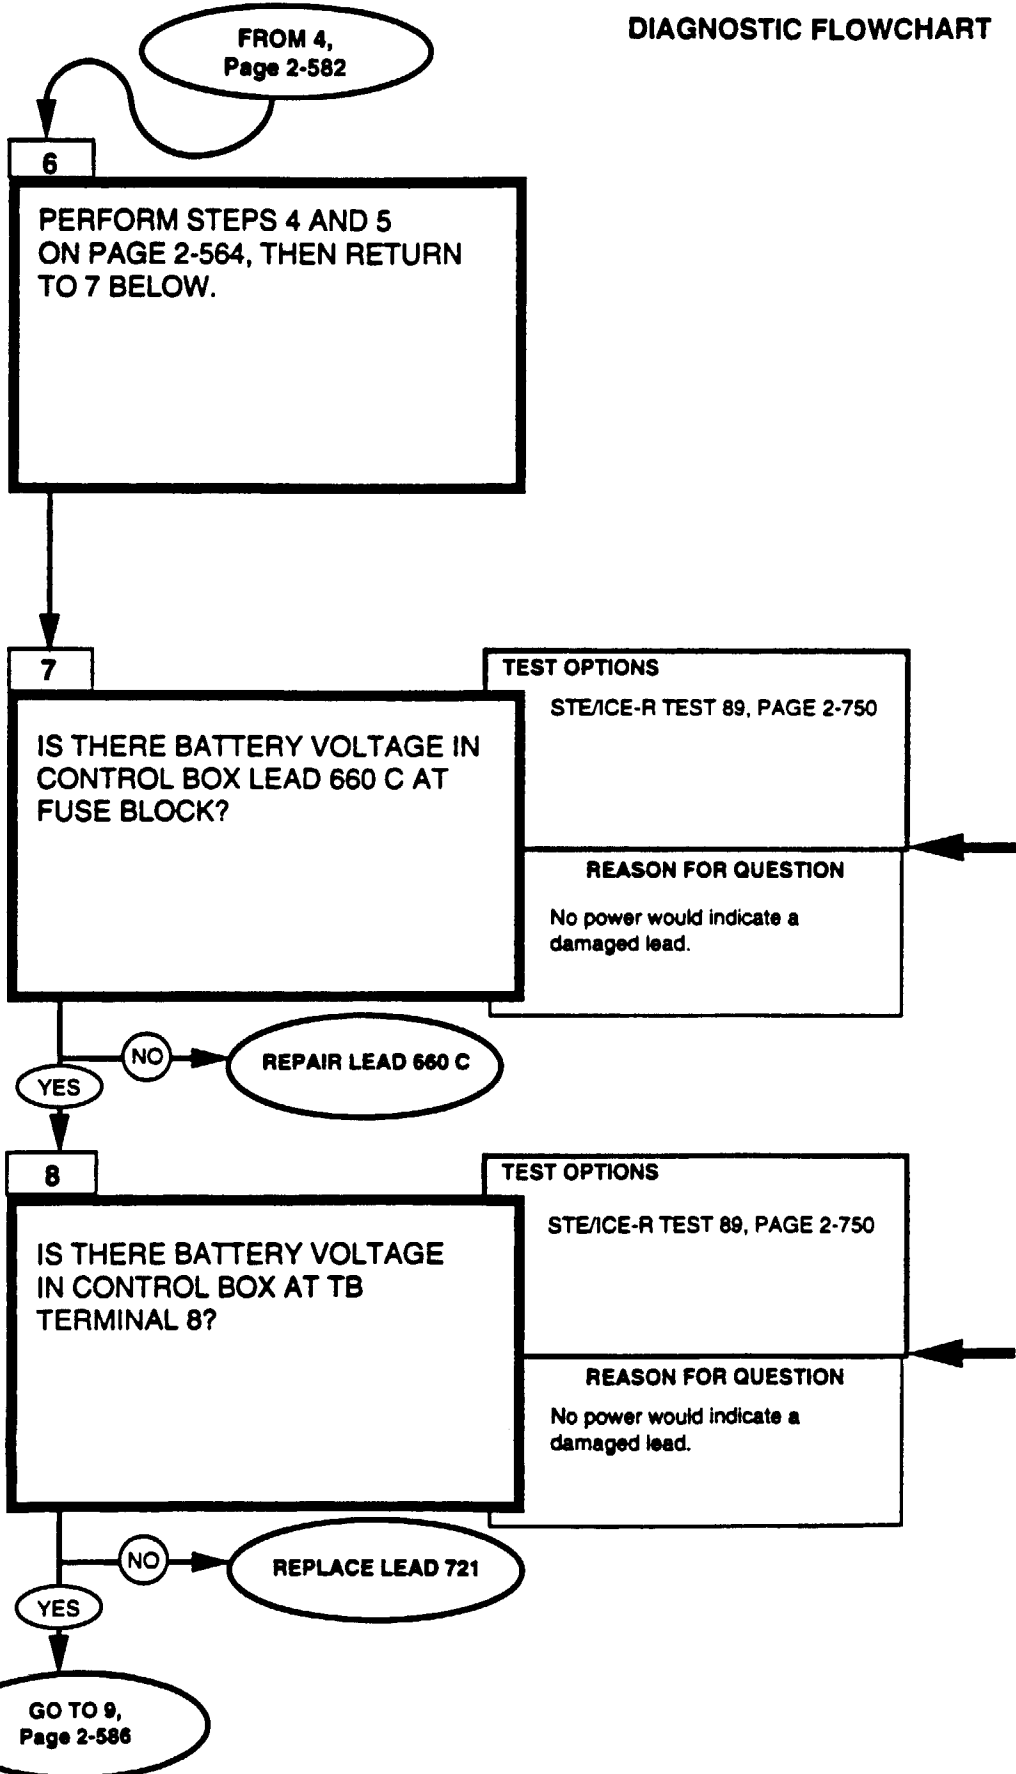 DIAGNOSTIC FLOWCHART
FROM 4,
Page 2-582
6
PERFORM STEPS 4 AND 5
ON PAGE 2-564, THEN RETURN
TO 7 BELOW.
7
IS THERE BATTERY VOLTAGE IN
CONTROL BOX LEAD 660 C AT
FUSE BLOCK?
TEST OPTIONS
STE/ICE-R TEST 89, PAGE 2-750
REASON FOR QUESTION
No power would indicate a
damaged lead.
NO
REPAIR LEAD 660 C
YES
8
IS THERE BATTERY VOLTAGE
IN CONTROL BOX AT TB
TERMINAL 8?
TEST OPTIONS
STE/ICE-R TEST 89, PAGE 2-750
REASON FOR QUESTION
No power would indicate a
damaged lead.
NO
REPLACE LEAD 721
YES
GO TO 9,
Page 2-586